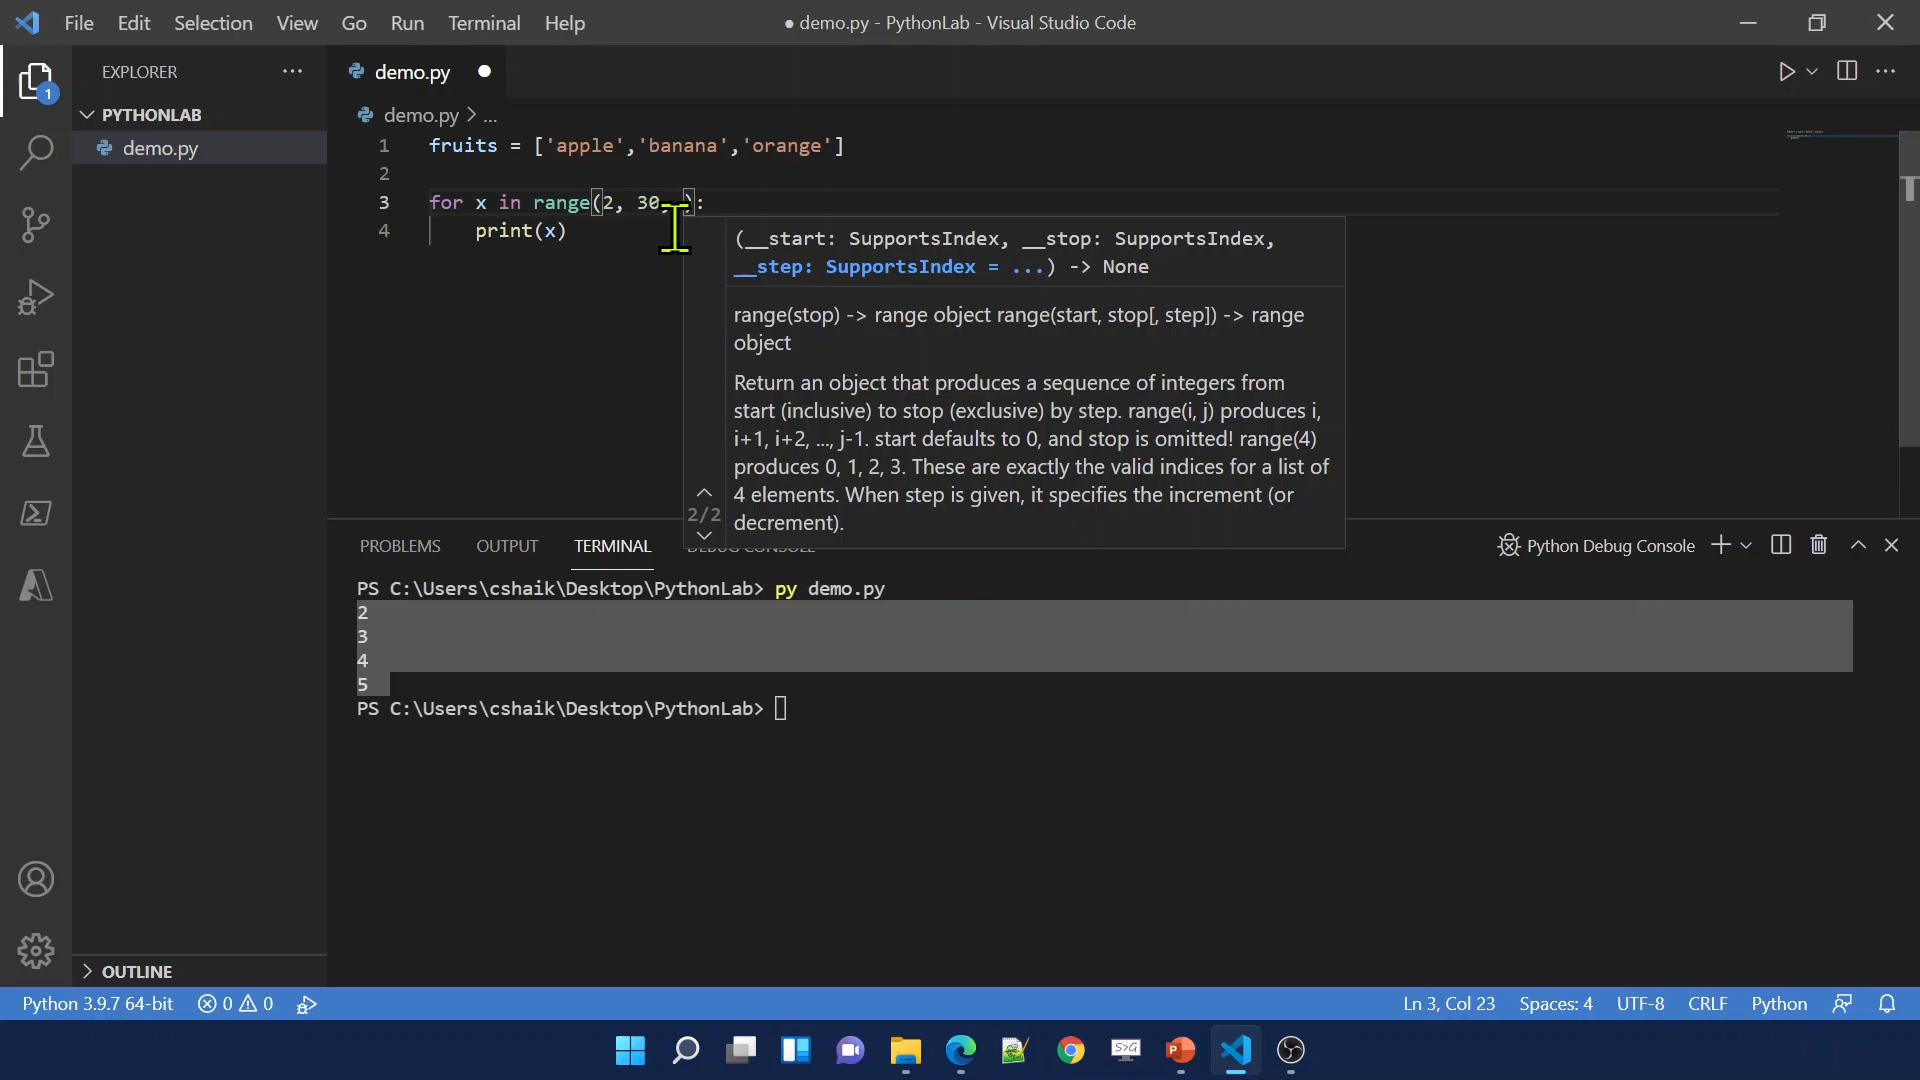 File Edit Selection View Go Run Terminal Help ● demo.py - PythonLab - Visual Studio Code
EXPLORER ...
demo.py ●
1
PYTHONLAB
demo.py
demo.py > ...
1 fruits = ['apple','banana','orange']
2
3 for x in range(2, 30, ):
4 print(x)
(__start: SupportsIndex, __stop: SupportsIndex,
__step: SupportsIndex = ...) -> None
range(stop) -> range object range(start, stop[, step]) -> range
object
Return an object that produces a sequence of integers from
start (inclusive) to stop (exclusive) by step. range(i, j) produces i,
i+1, i+2, ..., j-1. start defaults to 0, and stop is omitted! range(4)
produces 0, 1, 2, 3. These are exactly the valid indices for a list of
4 elements. When step is given, it specifies the increment (or
decrement).
2/2
PROBLEMS OUTPUT TERMINAL DEBUG CONSOLE Python Debug Console
PS C:\Users\cshaik\Desktop\PythonLab> py demo.py
2
3
4
5
PS C:\Users\cshaik\Desktop\PythonLab>
OUTLINE
Python 3.9.7 64-bit 0 0 Ln 3, Col 23 Spaces: 4 UTF-8 CRLF Python
S>G